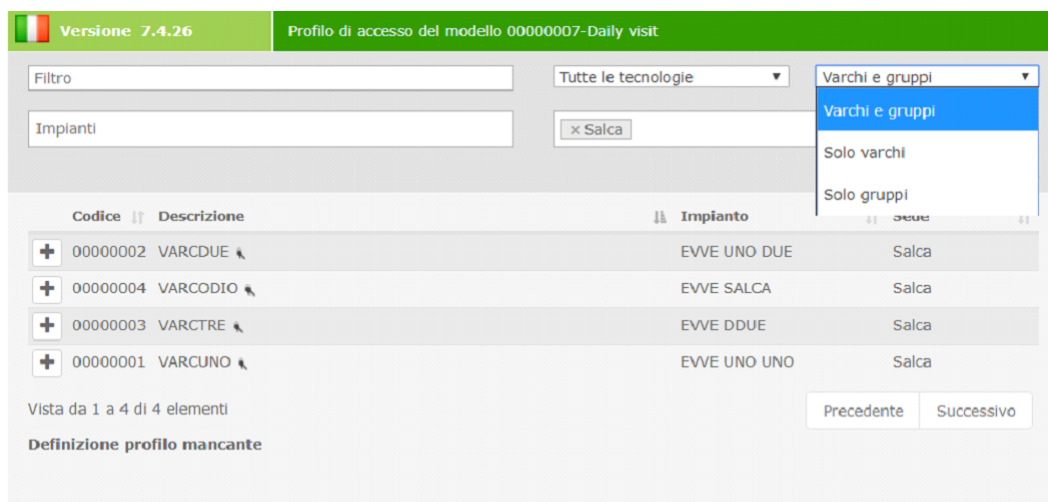 Versione 7.4.26 Profilo di accesso del modello 00000007-Daily visit
Filtro Tutte le tecnologie Varchi e gruppi
Varchi e gruppi
Impianti × Salca
Solo varchi
Solo gruppi
Codice Descrizione Impianto Sede
00000002 VARCDUE EVVE UNO DUE Salca
00000004 VARCODIO EVVE SALCA Salca
00000003 VARCTRE EVVE DDUE Salca
00000001 VARCUNO EVVE UNO UNO Salca
Vista da 1 a 4 di 4 elementi Precedente Successivo
Definizione profilo mancante